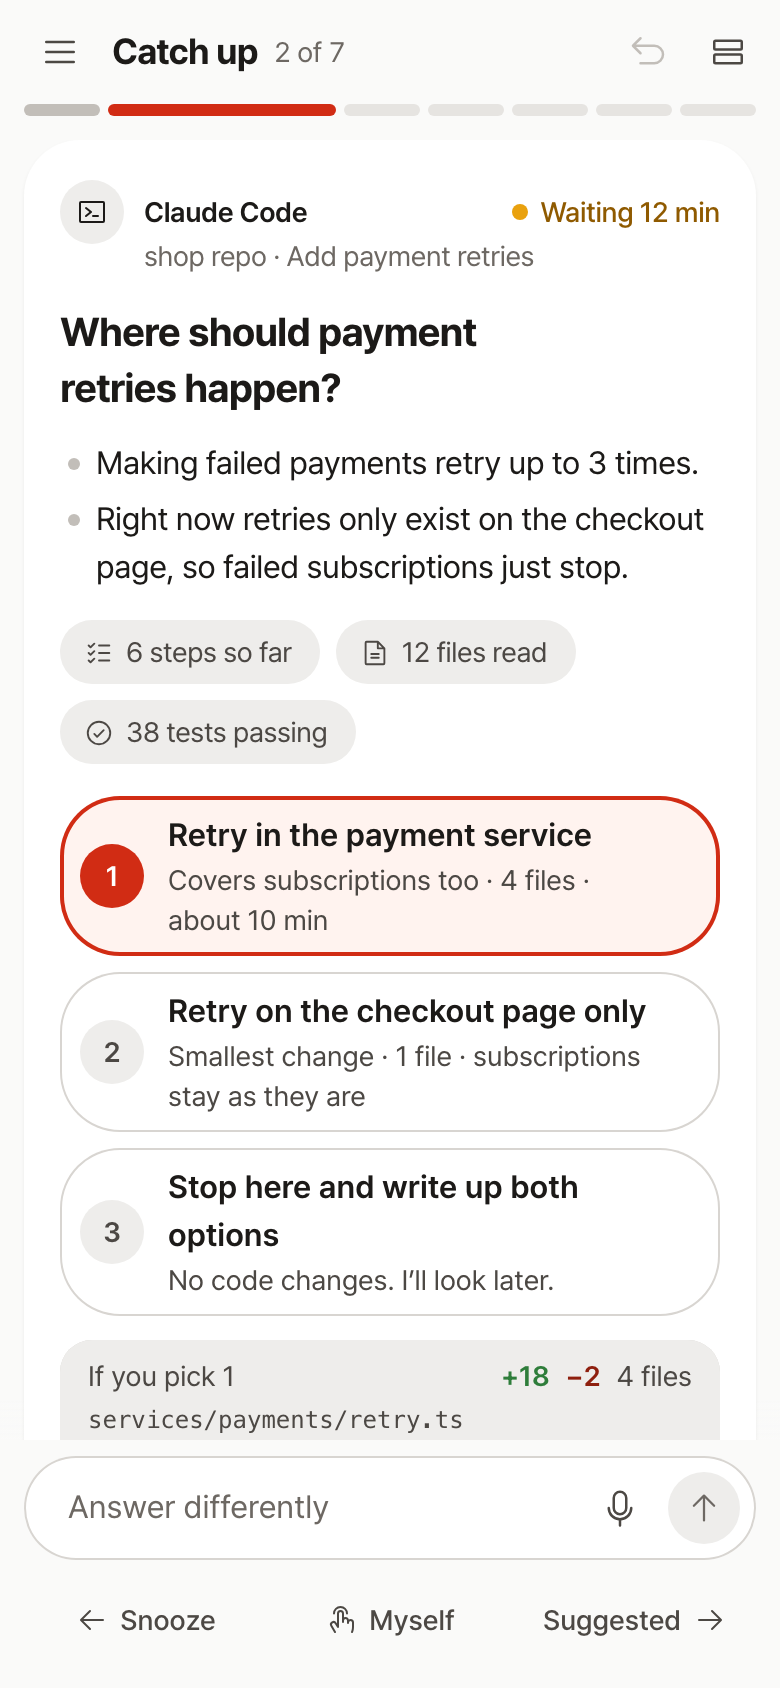 Catch up 2 of 7
Claude Code
Waiting 12 min
shop repo · Add payment retries
Where should payment
retries happen?
Making failed payments retry up to 3 times.
Right now retries only exist on the checkout
page, so failed subscriptions just stop.
6 steps so far
12 files read
38 tests passing
1
Retry in the payment service
Covers subscriptions too · 4 files ·
about 10 min
2
Retry on the checkout page only
Smallest change · 1 file · subscriptions
stay as they are
3
Stop here and write up both
options
No code changes. I’ll look later.
If you pick 1
+18 −2 4 files
services/payments/retry.ts
Answer differently
Snooze
Myself
Suggested